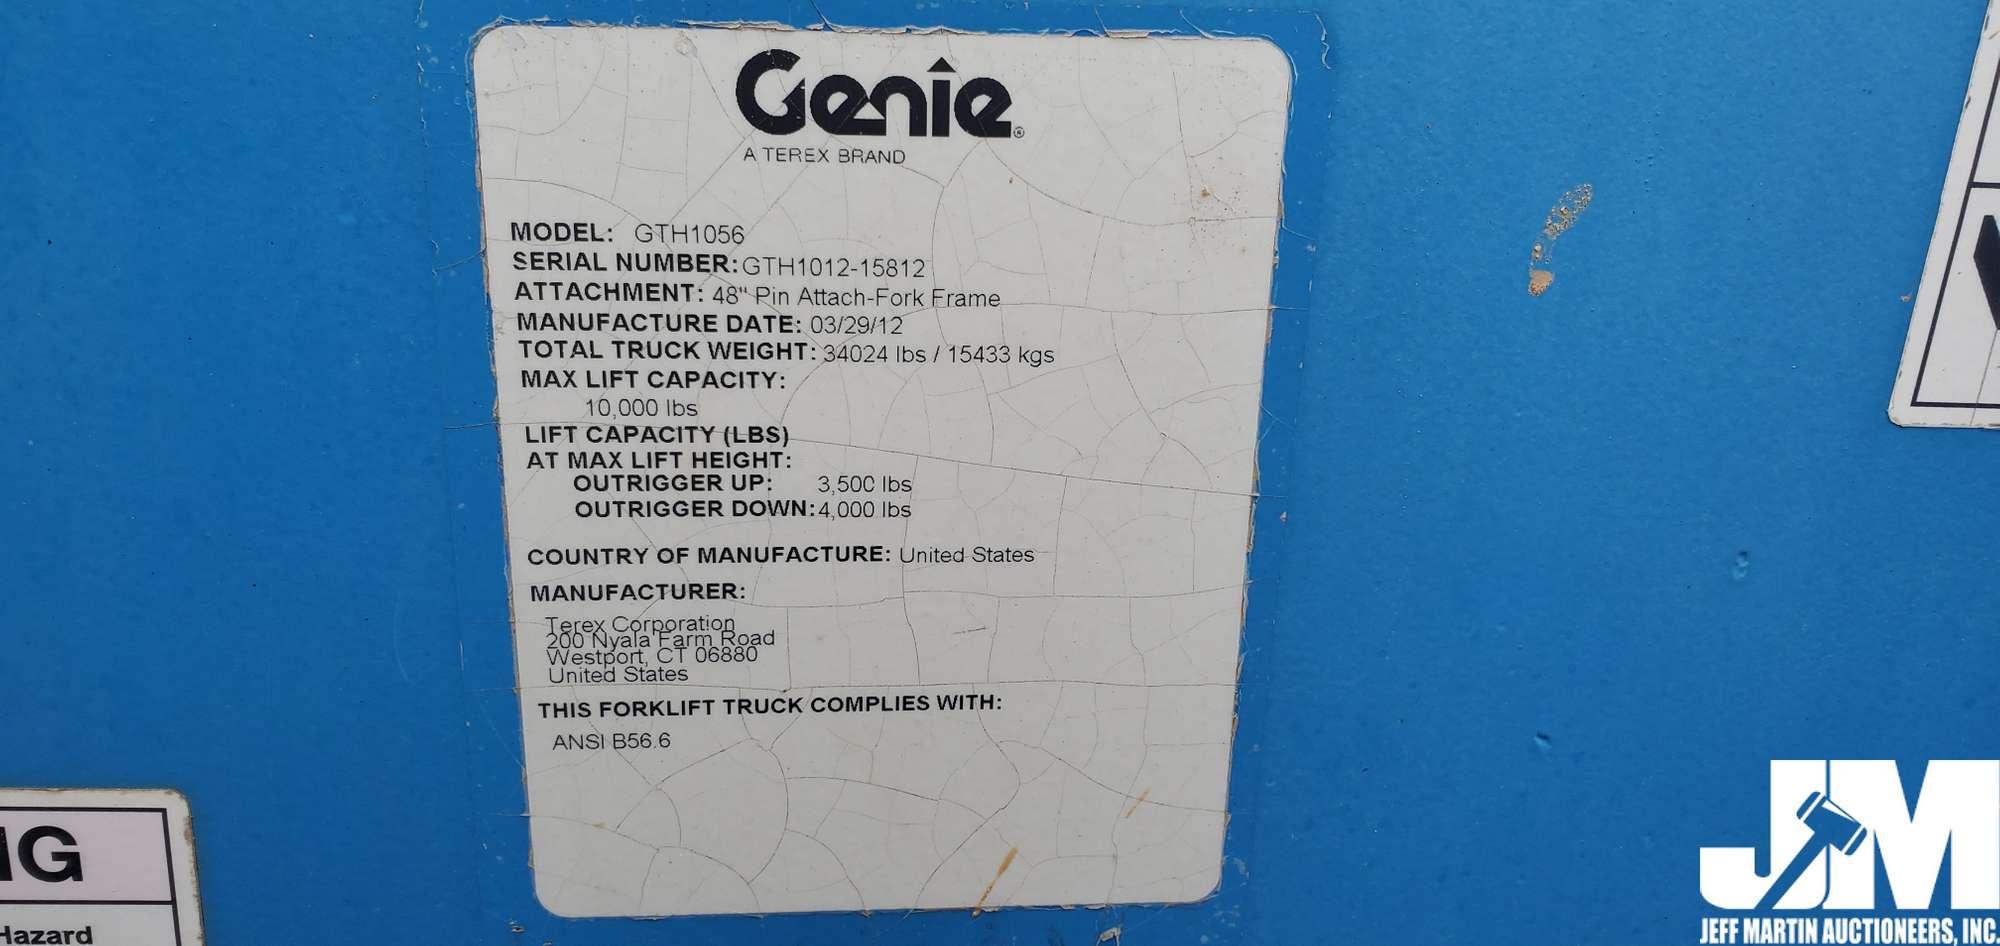 Genie®
A TEREX BRAND
MODEL: GTH1056
SERIAL NUMBER: GTH1012-15812
ATTACHMENT: 48" Pin Attach-Fork Frame
MANUFACTURE DATE: 03/29/12
TOTAL TRUCK WEIGHT: 34024 lbs / 15433 kgs
MAX LIFT CAPACITY:
10,000 lbs
LIFT CAPACITY (LBS)
AT MAX LIFT HEIGHT:
OUTRIGGER UP: 3,500 lbs
OUTRIGGER DOWN: 4,000 lbs
COUNTRY OF MANUFACTURE: United States
MANUFACTURER:
Terex Corporation
200 Nyala Farm Road
Westport, CT 06880
United States
THIS FORKLIFT TRUCK COMPLIES WITH:
ANSI B56.6
Hazard
JM
JEFF MARTIN AUCTIONEERS, INC.